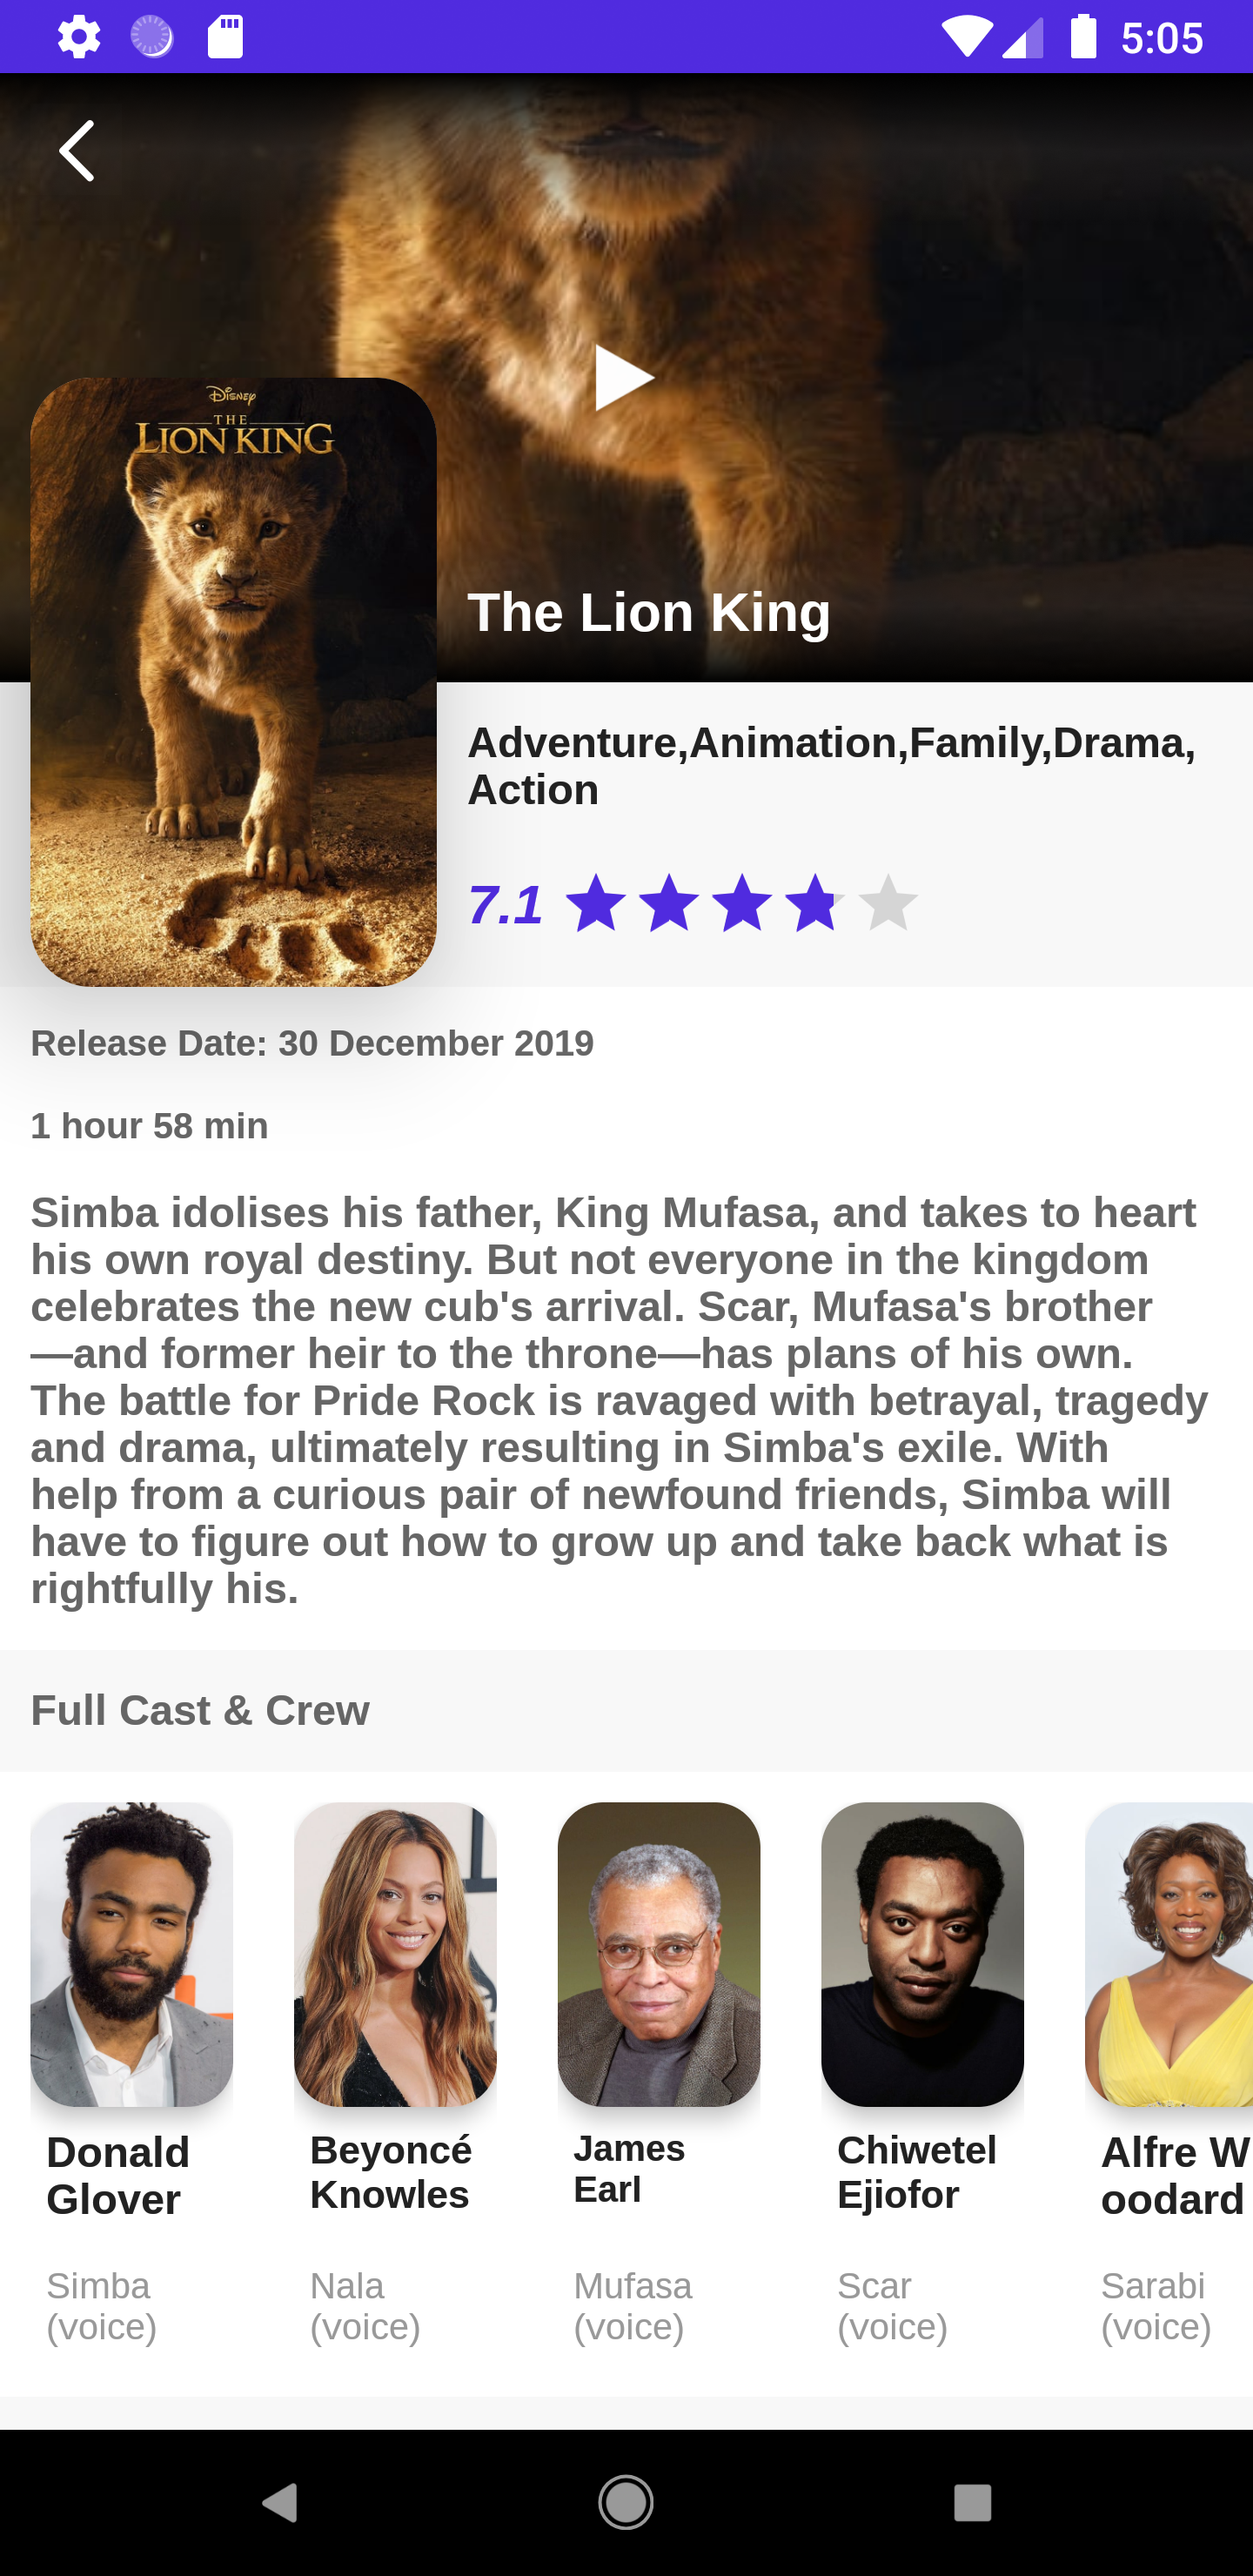 5:05
Disney
THE
LION KING
The Lion King
Adventure,Animation,Family,Drama,
Action
7.1
Release Date: 30 December 2019
1 hour 58 min
Simba idolises his father, King Mufasa, and takes to heart
his own royal destiny. But not everyone in the kingdom
celebrates the new cub's arrival. Scar, Mufasa's brother
—and former heir to the throne—has plans of his own.
The battle for Pride Rock is ravaged with betrayal, tragedy
and drama, ultimately resulting in Simba's exile. With
help from a curious pair of newfound friends, Simba will
have to figure out how to grow up and take back what is
rightfully his.
Full Cast & Crew
Donald
Glover
Simba
(voice)
Beyoncé
Knowles
Nala
(voice)
James
Earl
Mufasa
(voice)
Chiwetel
Ejiofor
Scar
(voice)
Alfre W
oodard
Sarabi
(voice)